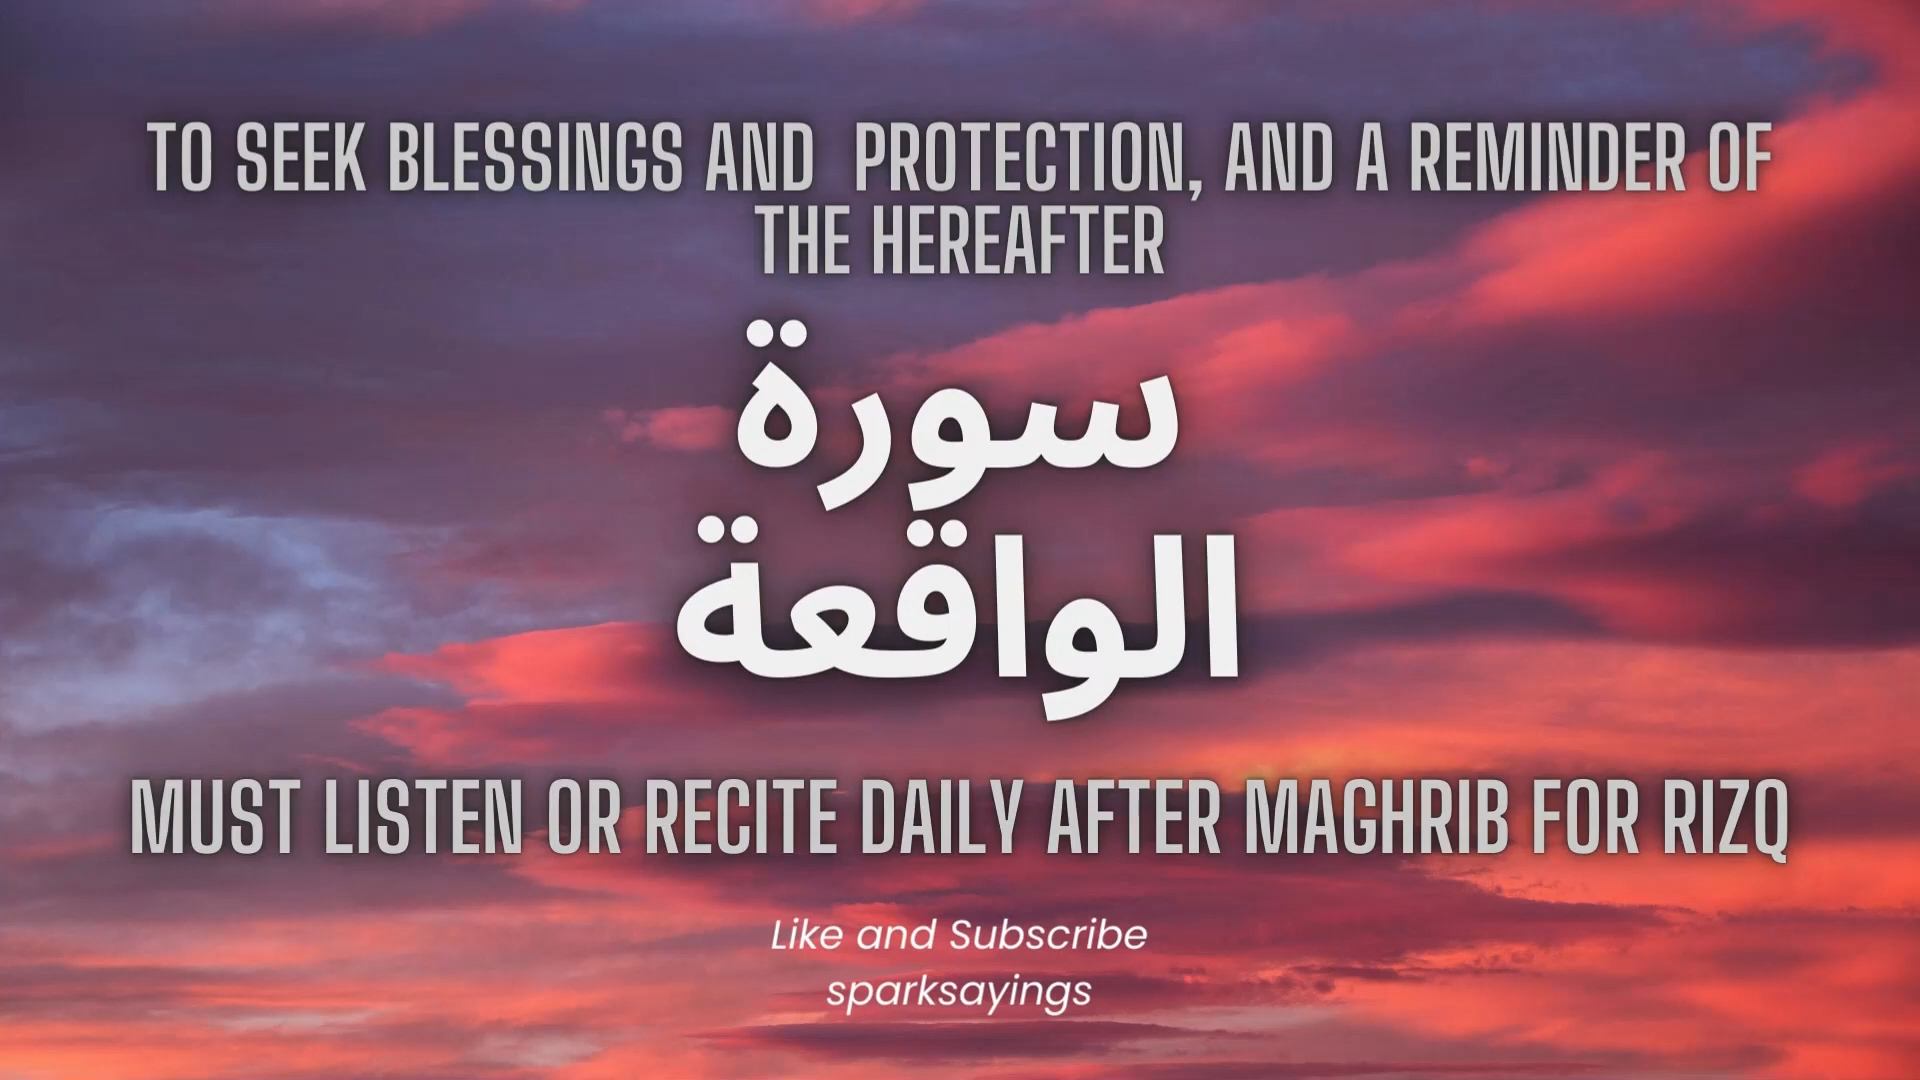 TO SEEK BLESSINGS AND PROTECTION, AND A REMINDER OF
THE HEREAFTER
سورة
الواقعة
MUST LISTEN OR RECITE DAILY AFTER MAGHRIB FOR RIZQ
Like and Subscribe
sparksayings